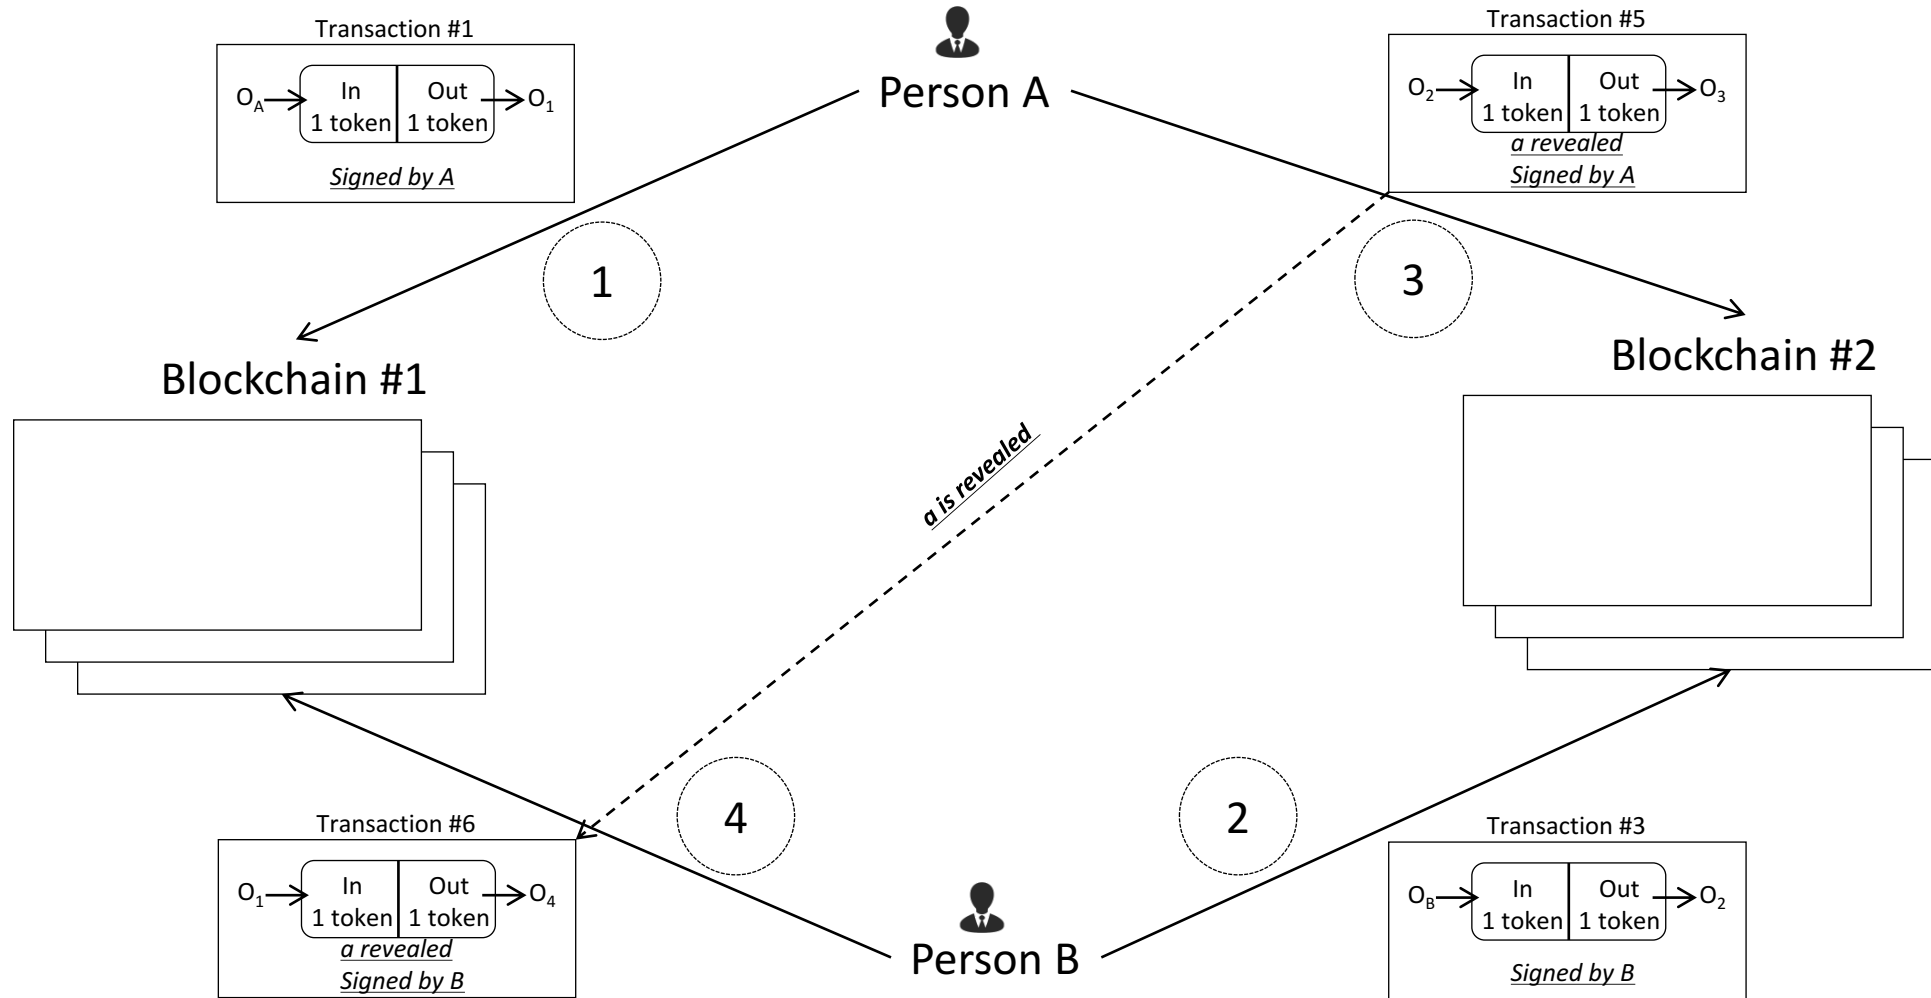 Transaction #1
O_A In Out O_1
1 token 1 token
Signed by A
Person A
Transaction #5
O_2 In Out O_3
1 token 1 token
a revealed
Signed by A
1
3
Blockchain #1
Blockchain #2
a is revealed
4
2
Transaction #6
O_1 In Out O_4
1 token 1 token
a revealed
Signed by B
Person B
Transaction #3
O_B In Out O_2
1 token 1 token
Signed by B